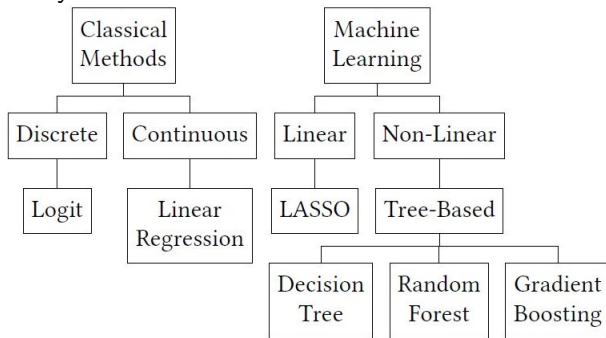 Classical
Methods
Machine
Learning
Discrete
Continuous
Linear
Non-Linear
Logit
Linear
Regression
LASSO
Tree-Based
Decision
Tree
Random
Forest
Gradient
Boosting